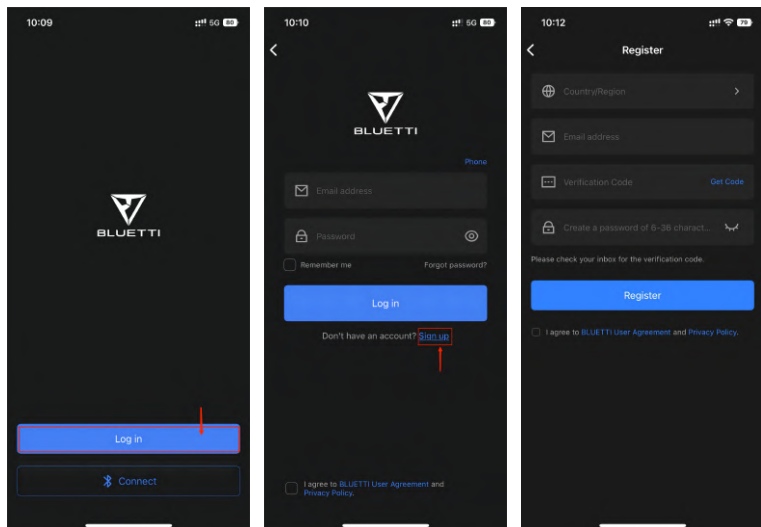 10:09
5G 80
BLUETTI
Log in
Connect
10:10
5G 80
BLUETTI
Phone
Email address
Password
Remember me
Forgot password?
Log in
Don't have an account? Sign up
I agree to BLUETTI User Agreement and
Privacy Policy.
10:12
79
Register
Country/Region
Email address
Verification Code
Get Code
Create a password of 6-36 charact...
Please check your inbox for the verification code.
Register
I agree to BLUETTI User Agreement and Privacy Policy.